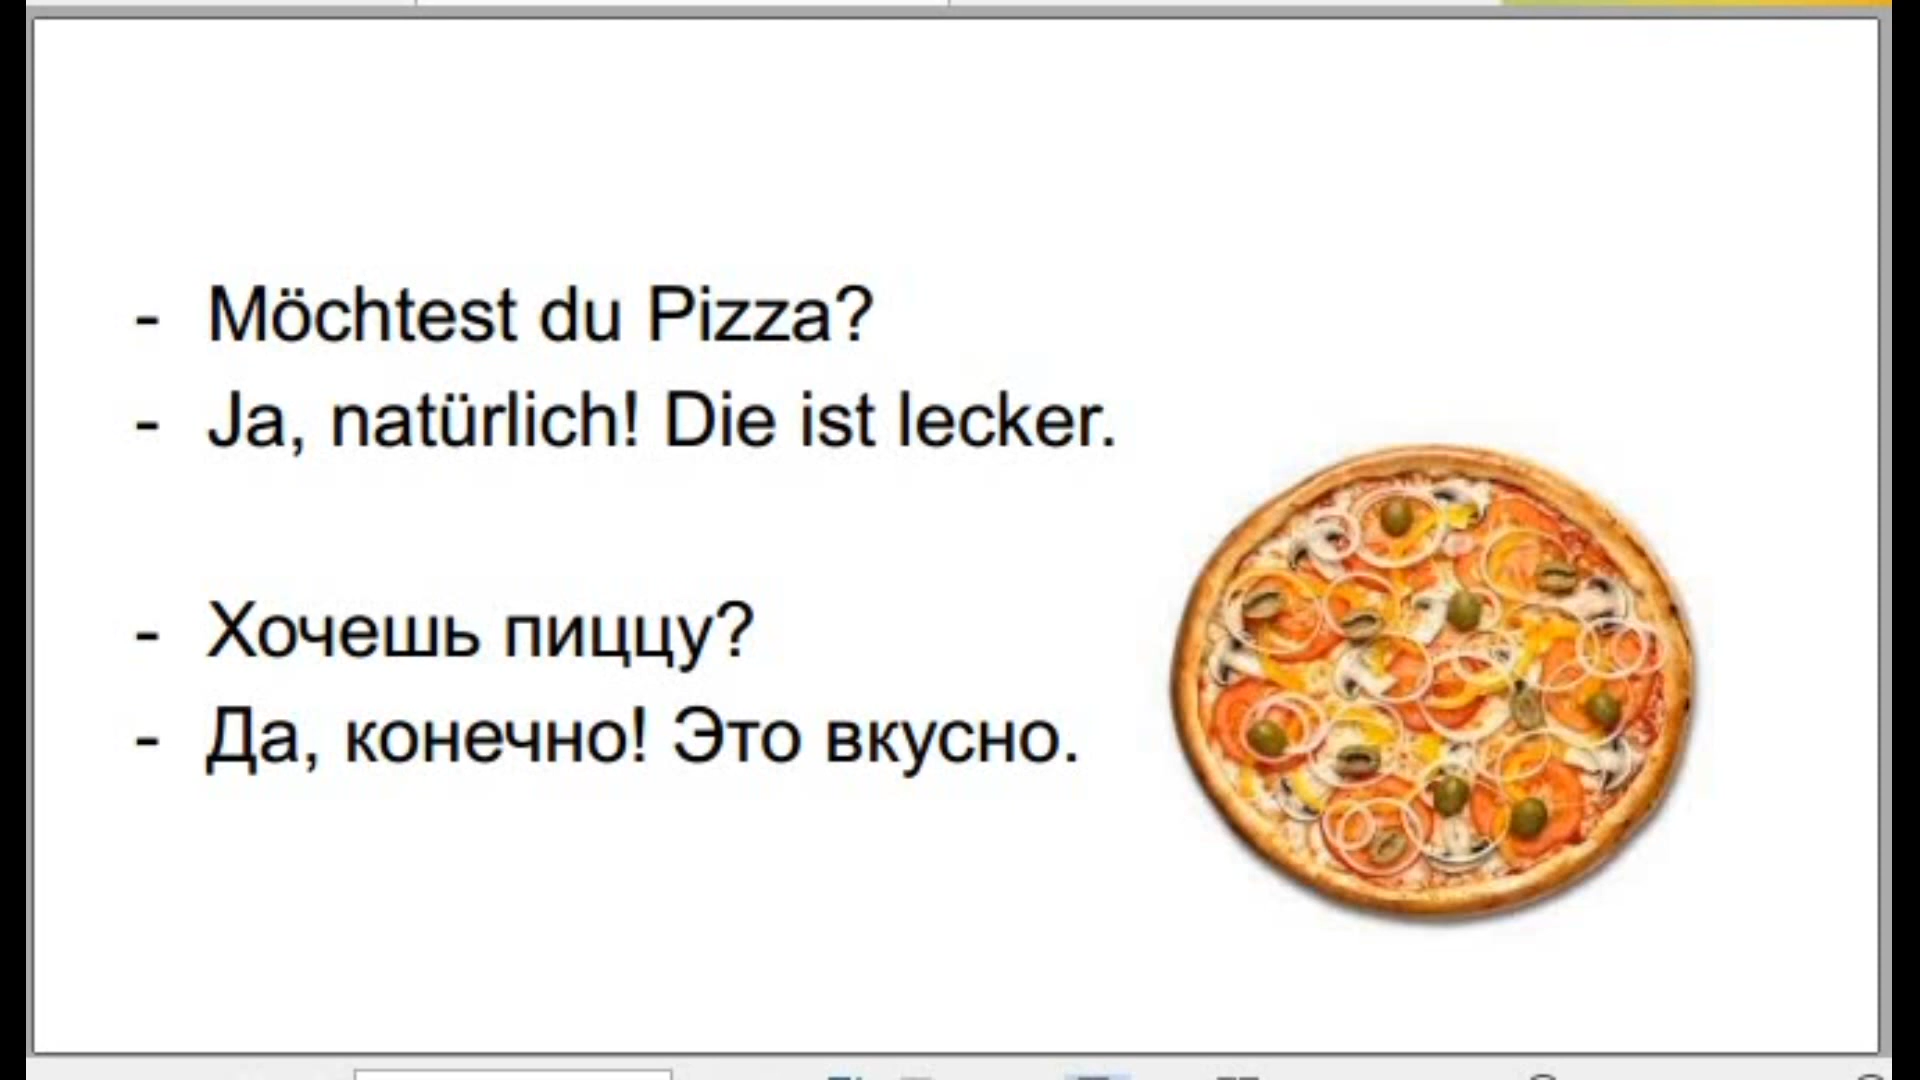 - Möchtest du Pizza?
- Ja, natürlich! Die ist lecker.
- Хочешь пиццу?
- Да, конечно! Это вкусно.